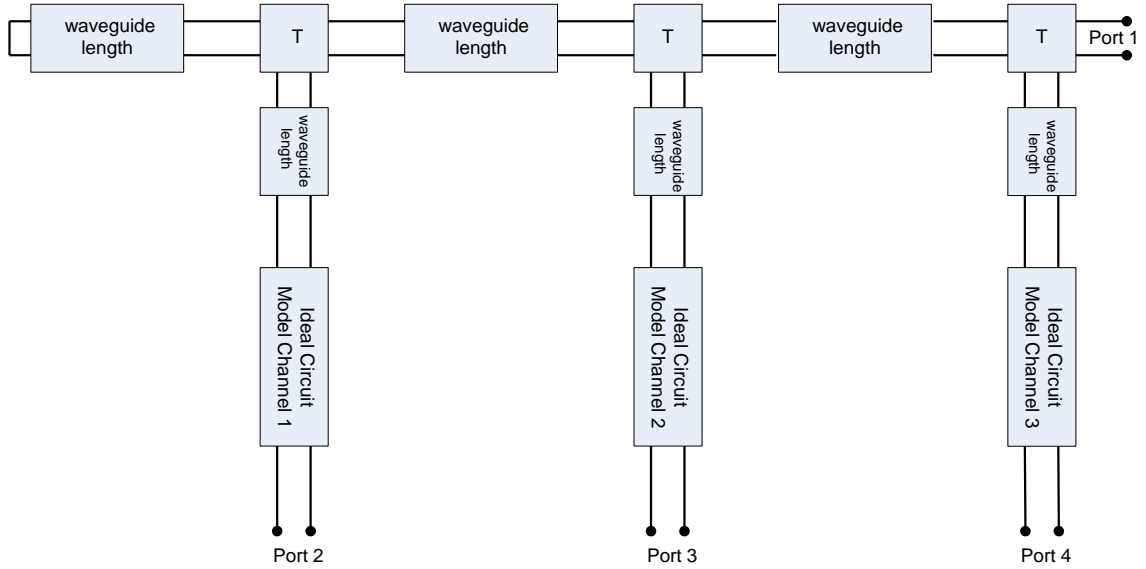 waveguide
length
T
waveguide
length
T
waveguide
length
T
Port 1
waveguide
length
waveguide
length
waveguide
length
Ideal Circuit
Model Channel 1
Ideal Circuit
Model Channel 2
Ideal Circuit
Model Channel 3
Port 2
Port 3
Port 4